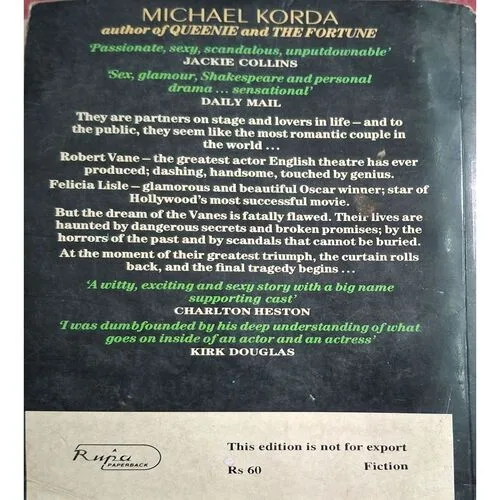 MICHAEL KORDA
author of QUEENIE and THE FORTUNE
'Passionate, sexy, scandalous, unputdownable'
JACKIE COLLINS
'Sex, glamour, Shakespeare and personal
drama ... sensational'
DAILY MAIL
They are partners on stage and lovers in life – and to
the public, they seem like the most romantic couple in
the world ...
Robert Vane – the greatest actor English theatre has ever
produced; dashing, handsome, touched by genius.
Felicia Lisle – glamorous and beautiful Oscar winner; star of
Hollywood's most successful movie.
But the dream of the Vanes is fatally flawed. Their lives are
haunted by dangerous secrets and broken promises; by the
horrors of the past and by scandals that cannot be buried.
At the moment of their greatest triumph, the curtain rolls
back, and the final tragedy begins ...
'A witty, exciting and sexy story with a big name
supporting cast'
CHARLTON HESTON
'I was dumbfounded by his deep understanding of what
goes on inside of an actor and an actress'
KIRK DOUGLAS
A
Rupa
PAPERBACK
This edition is not for export
Rs 60 Fiction